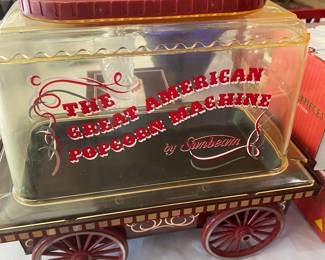 THE
GREAT AMERICAN
POPCORN MACHINE
by Sunbeam